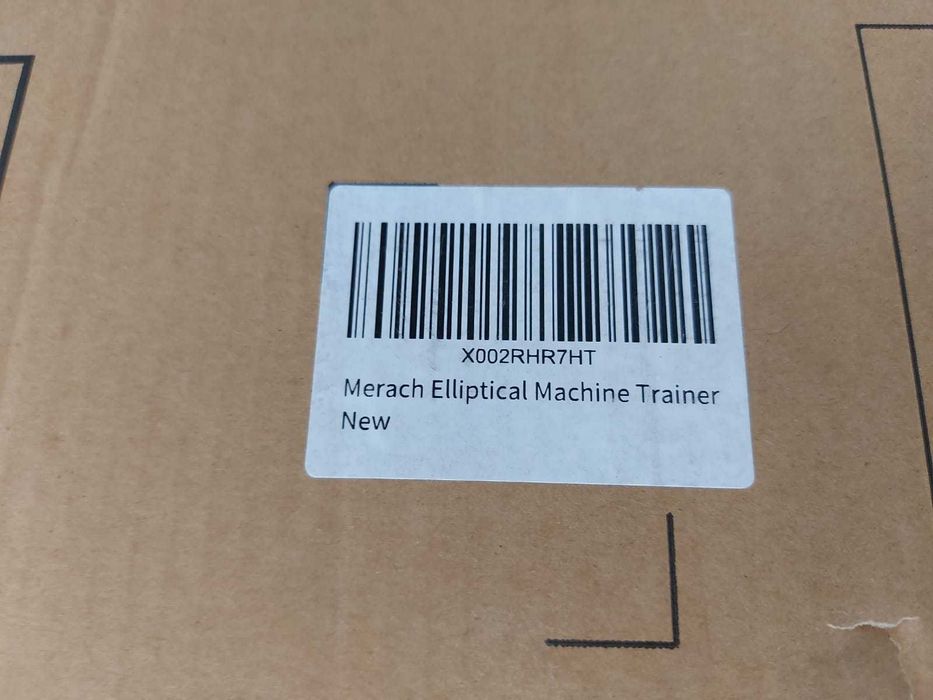 X002RHR7HT
Merach Elliptical Machine Trainer
New